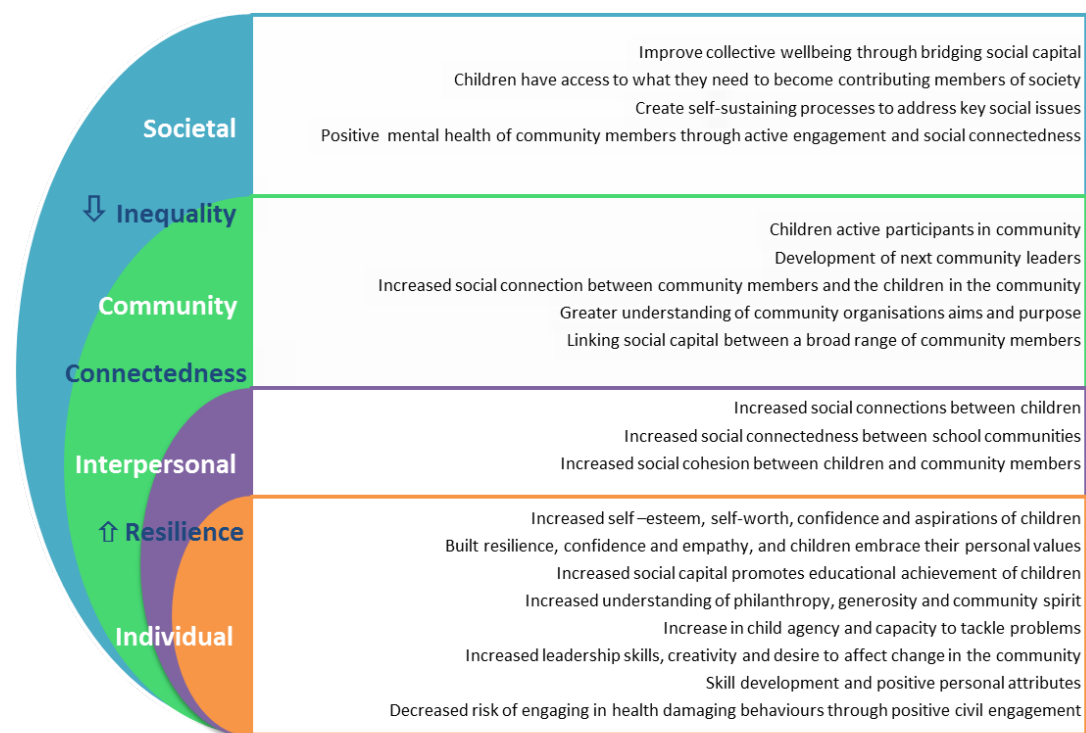 Improve collective wellbeing through bridging social capital
Children have access to what they need to become contributing members of society
Create self-sustaining processes to address key social issues
Positive mental health of community members through active engagement and social connectedness
Societal
⇩ Inequality
Children active participants in community
Development of next community leaders
Increased social connection between community members and the children in the community
Greater understanding of community organisations aims and purpose
Linking social capital between a broad range of community members
Community
Connectedness
Increased social connections between children
Increased social connectedness between school communities
Increased social cohesion between children and community members
Interpersonal
⇧ Resilience
Increased self –esteem, self-worth, confidence and aspirations of children
Built resilience, confidence and empathy, and children embrace their personal values
Increased social capital promotes educational achievement of children
Increased understanding of philanthropy, generosity and community spirit
Increase in child agency and capacity to tackle problems
Increased leadership skills, creativity and desire to affect change in the community
Skill development and positive personal attributes
Decreased risk of engaging in health damaging behaviours through positive civil engagement
Individual